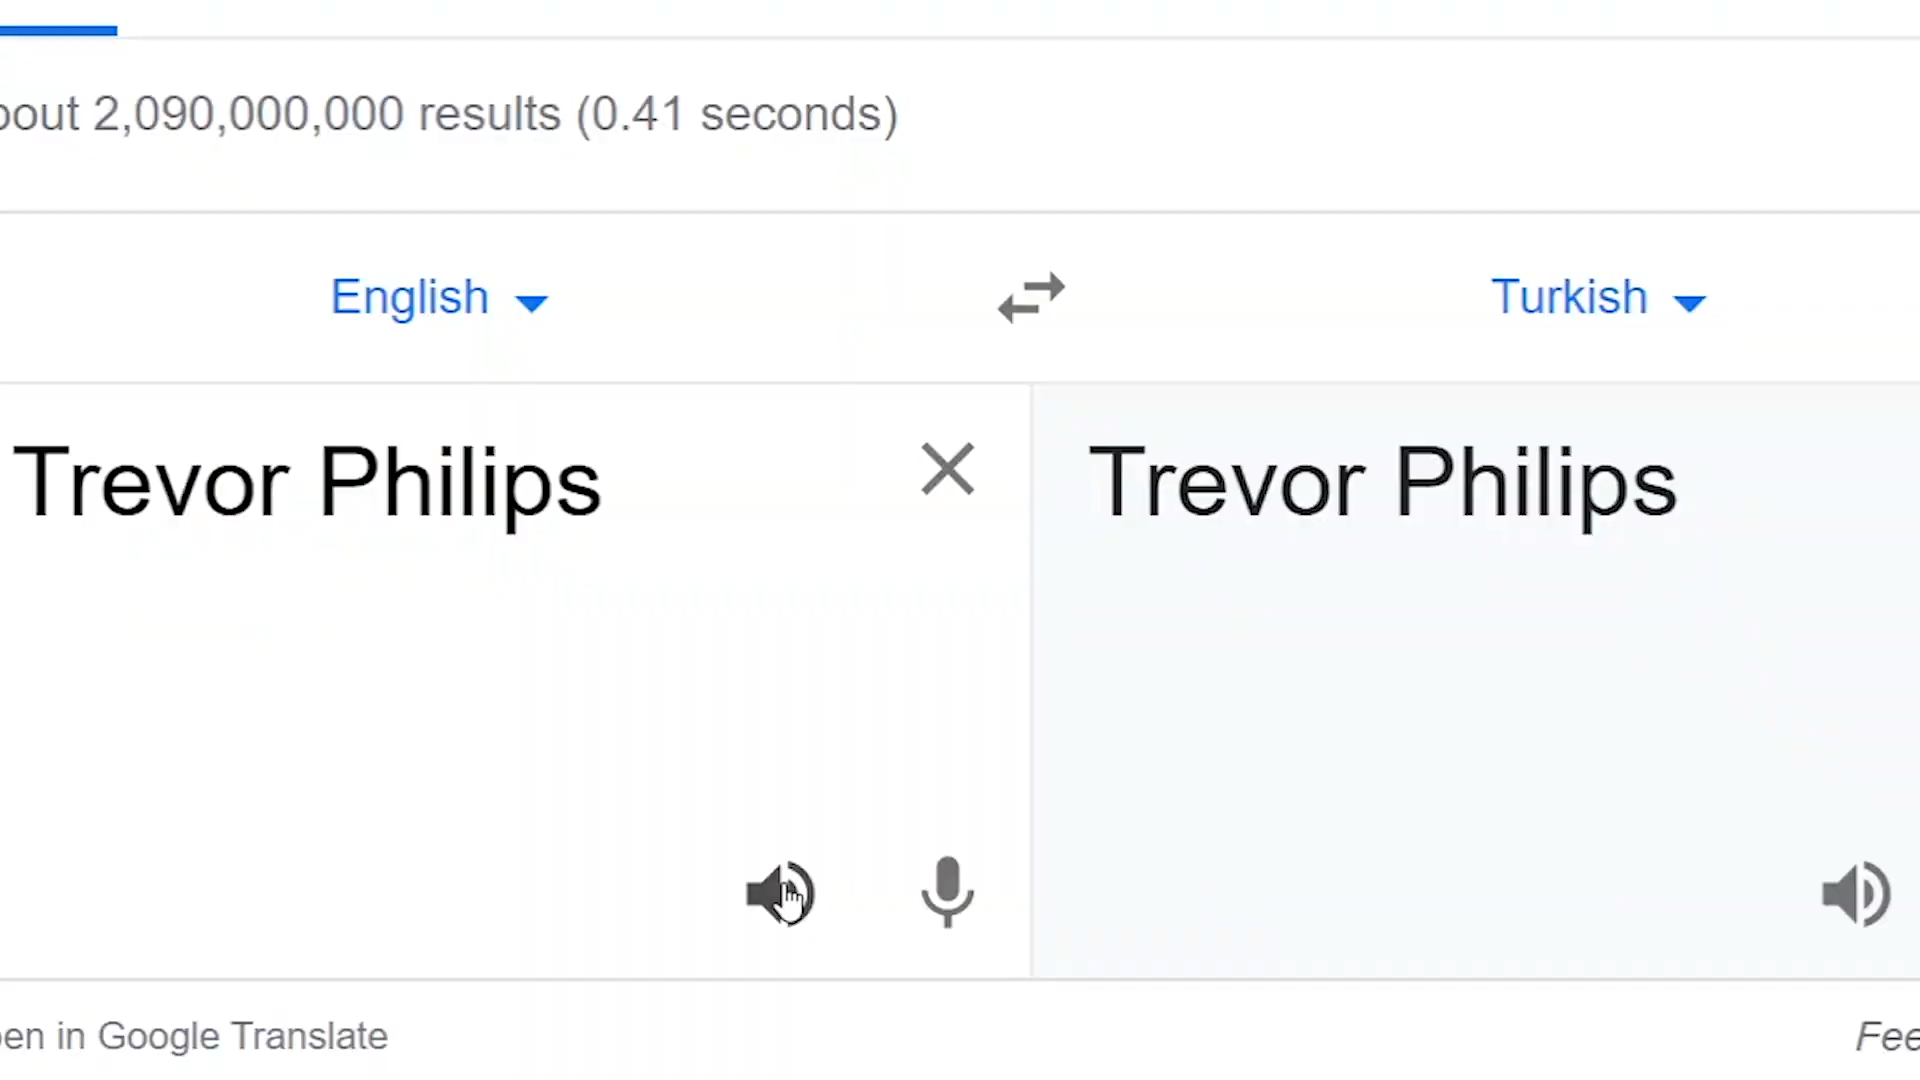 bout 2,090,000,000 results (0.41 seconds)
English
Turkish
Trevor Philips
Trevor Philips
pen in Google Translate
Fee